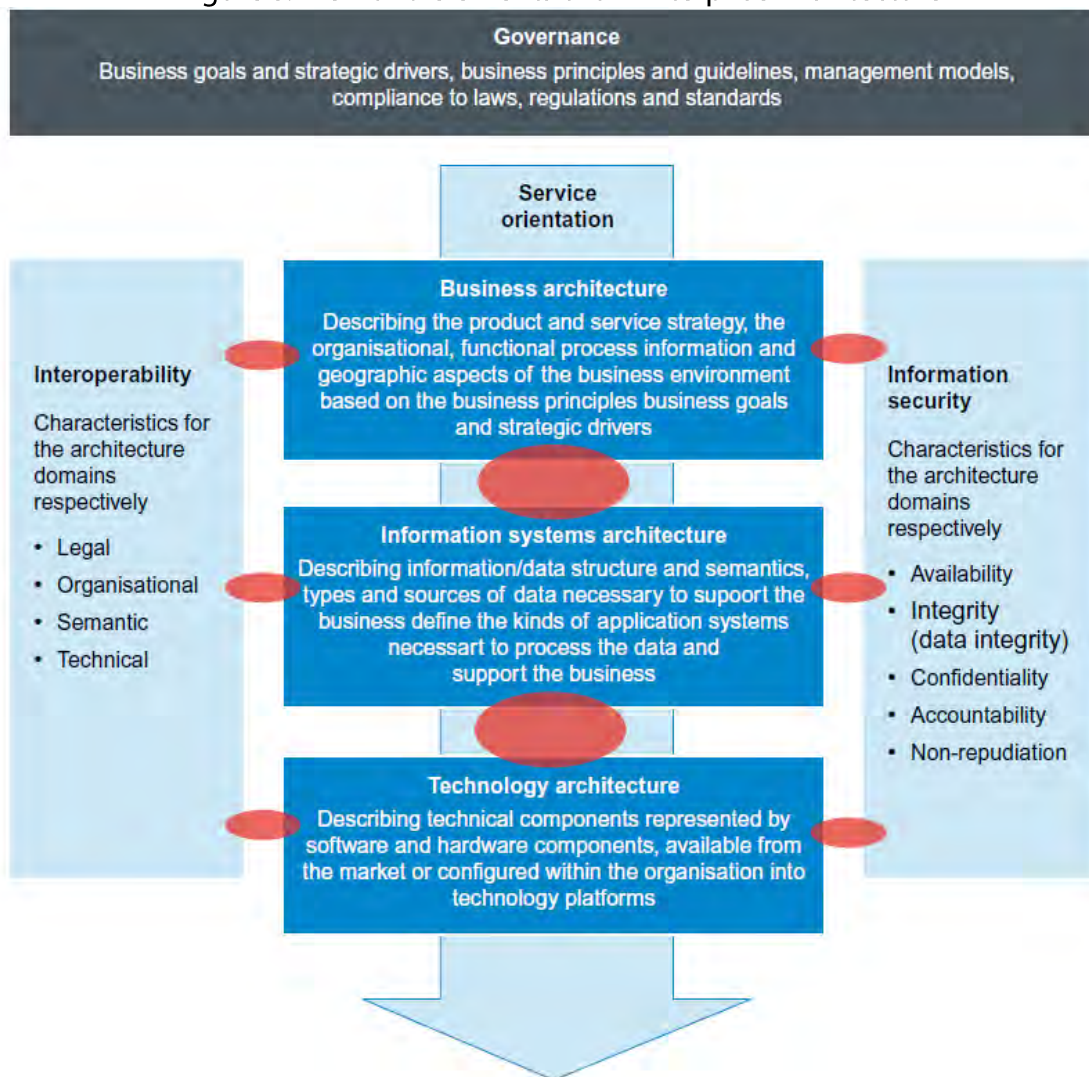 Governance
Business goals and strategic drivers, business principles and guidelines, management models,
compliance to laws, regulations and standards
Service
orientation
Business architecture
Describing the product and service strategy, the
organisational, functional process information and
geographic aspects of the business environment
based on the business principles business goals
and strategic drivers
Interoperability
Characteristics for
the architecture
domains
respectively
• Legal
• Organisational
• Semantic
• Technical
Information systems architecture
Describing information/data structure and semantics,
types and sources of data necessary to supoort the
business define the kinds of application systems
necessart to process the data and
support the business
Information
security
Characteristics for
the architecture
domains
respectively
• Availability
• Integrity
(data integrity)
• Confidentiality
• Accountability
• Non-repudiation
Technology architecture
Describing technical components represented by
software and hardware components, available from
the market or configured within the organisation into
technology platforms